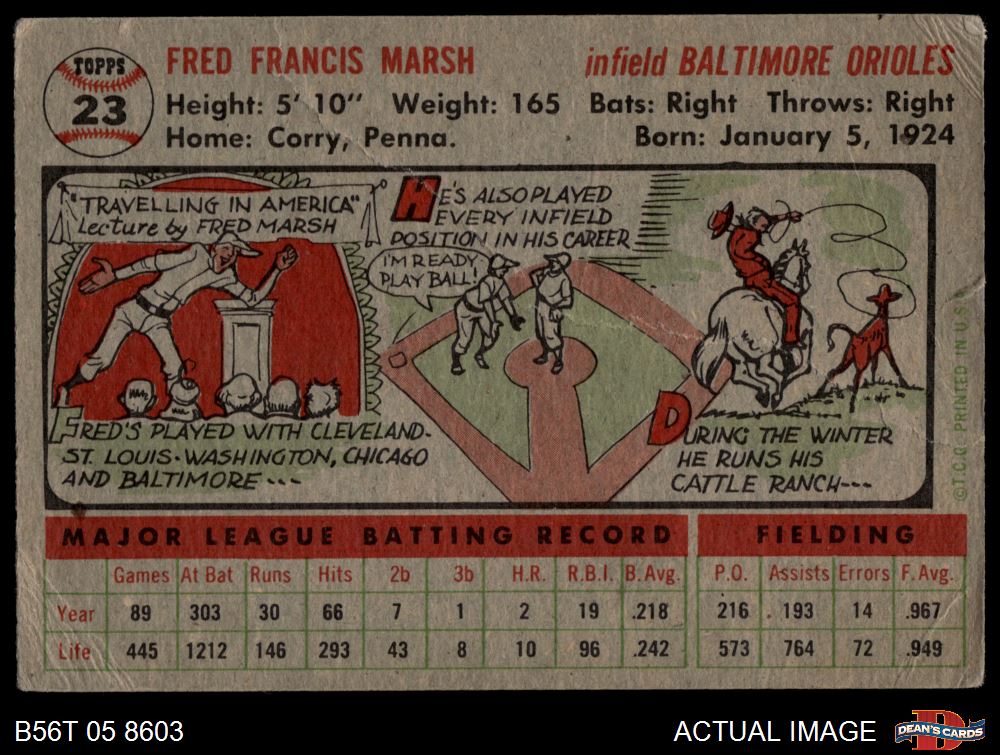 TOPPS
23
FRED FRANCIS MARSH infield BALTIMORE ORIOLES
Height: 5' 10" Weight: 165 Bats: Right Throws: Right
Home: Corry, Penna. Born: January 5, 1924
"TRAVELLING IN AMERICA"
Lecture by FRED MARSH
FRED'S PLAYED WITH CLEVELAND-
ST. LOUIS-WASHINGTON, CHICAGO
AND BALTIMORE---
HE'S ALSO PLAYED
EVERY INFIELD
POSITION IN HIS CAREER
I'M READY,
PLAY BALL!
DURING THE WINTER
HE RUNS HIS
CATTLE RANCH---
©T.C.G. PRINTED IN U.S.A.
MAJOR LEAGUE BATTING RECORD FIELDING
Games At Bat Runs Hits 2b 3b H.R. R.B.I. B. Avg. P.O. Assists Errors F. Avg.
Year 89 303 30 66 7 1 2 19 .218 216 193 14 .967
Life 445 1212 146 293 43 8 10 96 .242 573 764 72 .949
B56T 05 8603 ACTUAL IMAGE DEAN'S CARDS